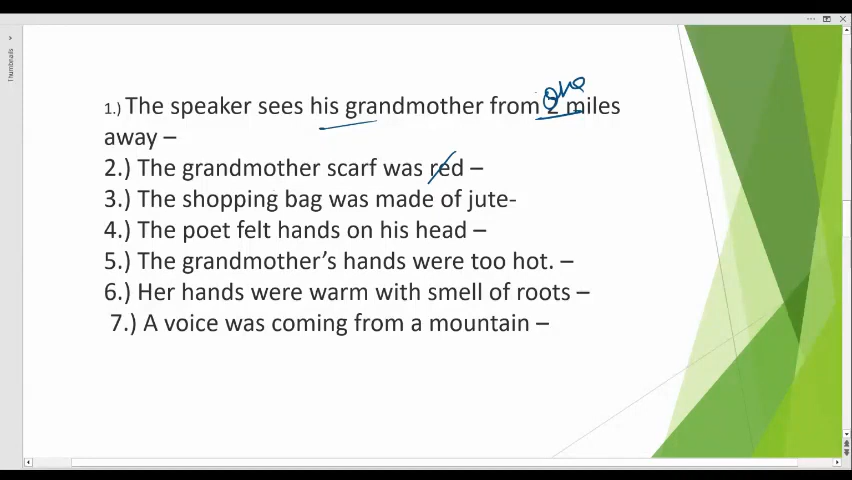 Thumbnails
one
1.) The speaker sees his grandmother from 2 miles
away –
2.) The grandmother scarf was red –
3.) The shopping bag was made of jute-
4.) The poet felt hands on his head –
5.) The grandmother’s hands were too hot. –
6.) Her hands were warm with smell of roots –
7.) A voice was coming from a mountain –